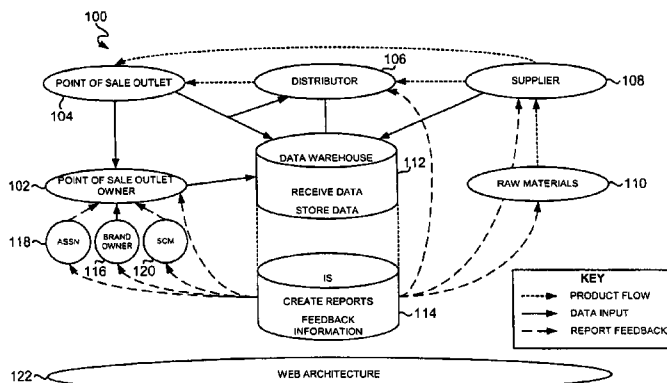 100
106
POINT OF SALE OUTLET
DISTRIBUTOR
SUPPLIER
104
108
DATA WAREHOUSE
112
102
POINT OF SALE OUTLET
OWNER
RECEIVE DATA
STORE DATA
RAW MATERIALS
110
118
ASSN
BRAND
OWNER
SCM
116
120
IS
CREATE REPORTS
FEEDBACK
INFORMATION
114
KEY
PRODUCT FLOW
DATA INPUT
REPORT FEEDBACK
122
WEB ARCHITECTURE